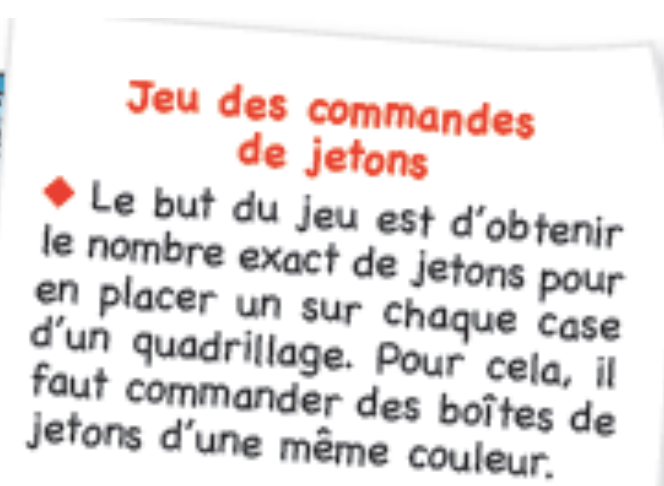 Jeu des commandes
de jetons
◆ Le but du jeu est d'obtenir
le nombre exact de jetons pour
en placer un sur chaque case
d'un quadrillage. Pour cela, il
faut commander des boîtes de
jetons d'une même couleur.